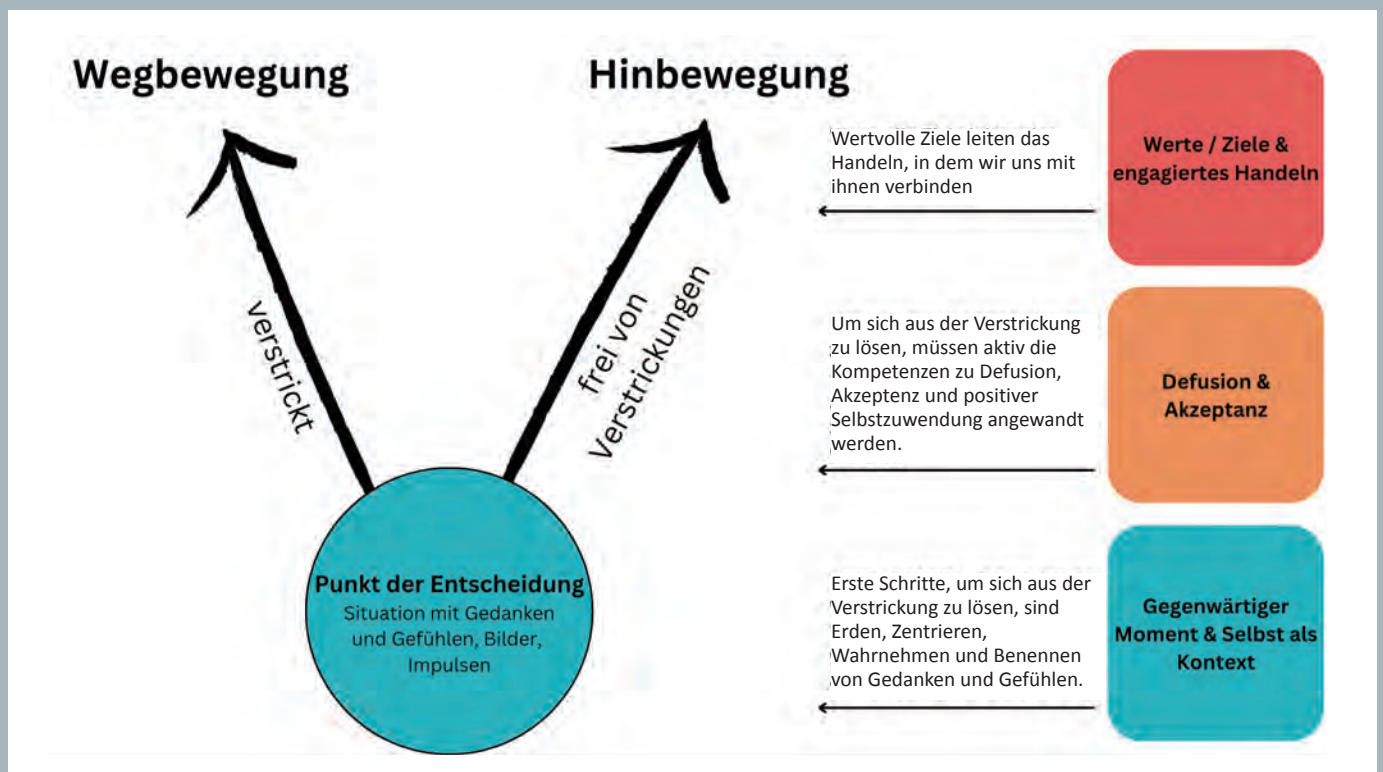 Wegbewegung
Hinbewegung
verstrickt
frei von
Verstrickungen
Punkt der Entscheidung
Situation mit Gedanken
und Gefühlen, Bilder,
Impulsen
Wertvolle Ziele leiten das
Handeln, in dem wir uns mit
ihnen verbinden
Werte / Ziele &
engagiertes Handeln
Um sich aus der Verstrickung
zu lösen, müssen aktiv die
Kompetenzen zu Defusion,
Akzeptenz und positiver
Selbstzuwendung angewandt
werden.
Defusion &
Akzeptanz
Erste Schritte, um sich aus der
Verstrickung zu lösen, sind
Erden, Zentrieren,
Wahrnehmen und Benennen
von Gedanken und Gefühlen.
Gegenwärtiger
Moment & Selbst als
Kontext